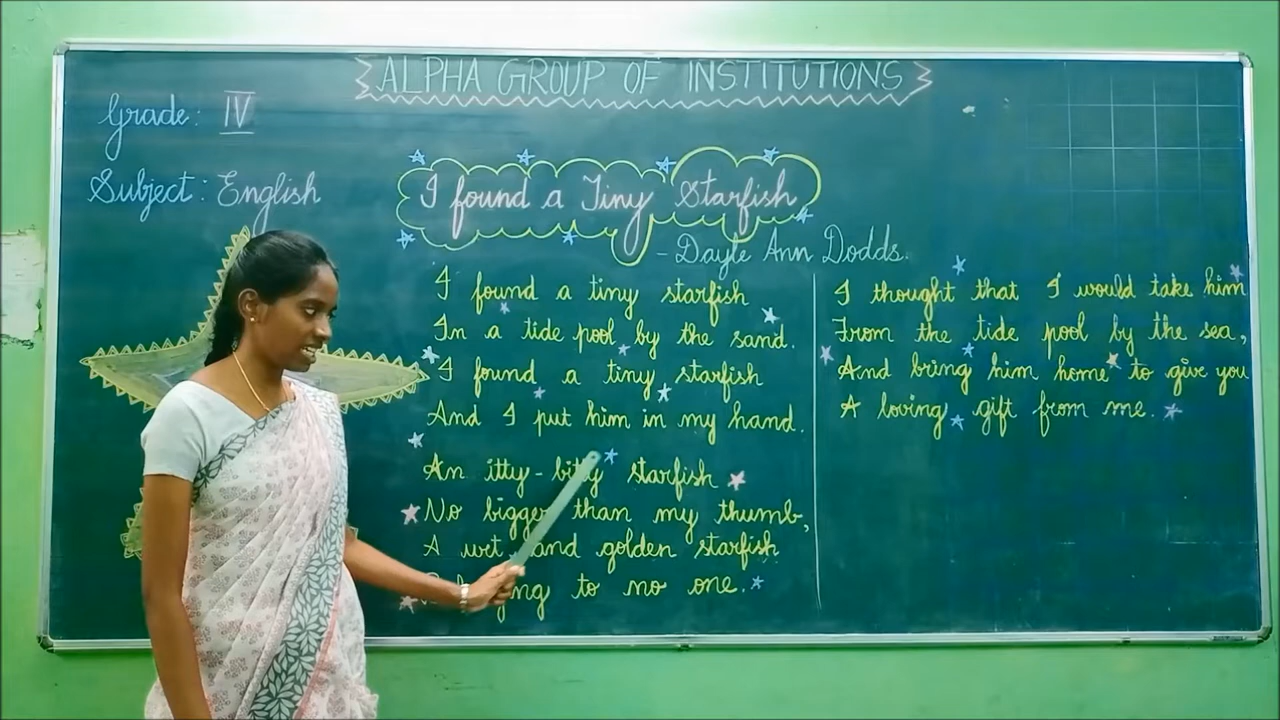 ALPHA GROUP OF INSTITUTIONS
Grade: IV
Subject: English
I found a Tiny Starfish
- Dayle Ann Dodds.
I found a tiny starfish
In a tide pool by the sand.
I found a tiny starfish
And I put him in my hand.
An itty-bitty starfish
No bigger than my thumb,
A wet and golden starfish
to no one.
I thought that I would take him
From the tide pool by the sea,
And bring him home to give you
A loving gift from me.